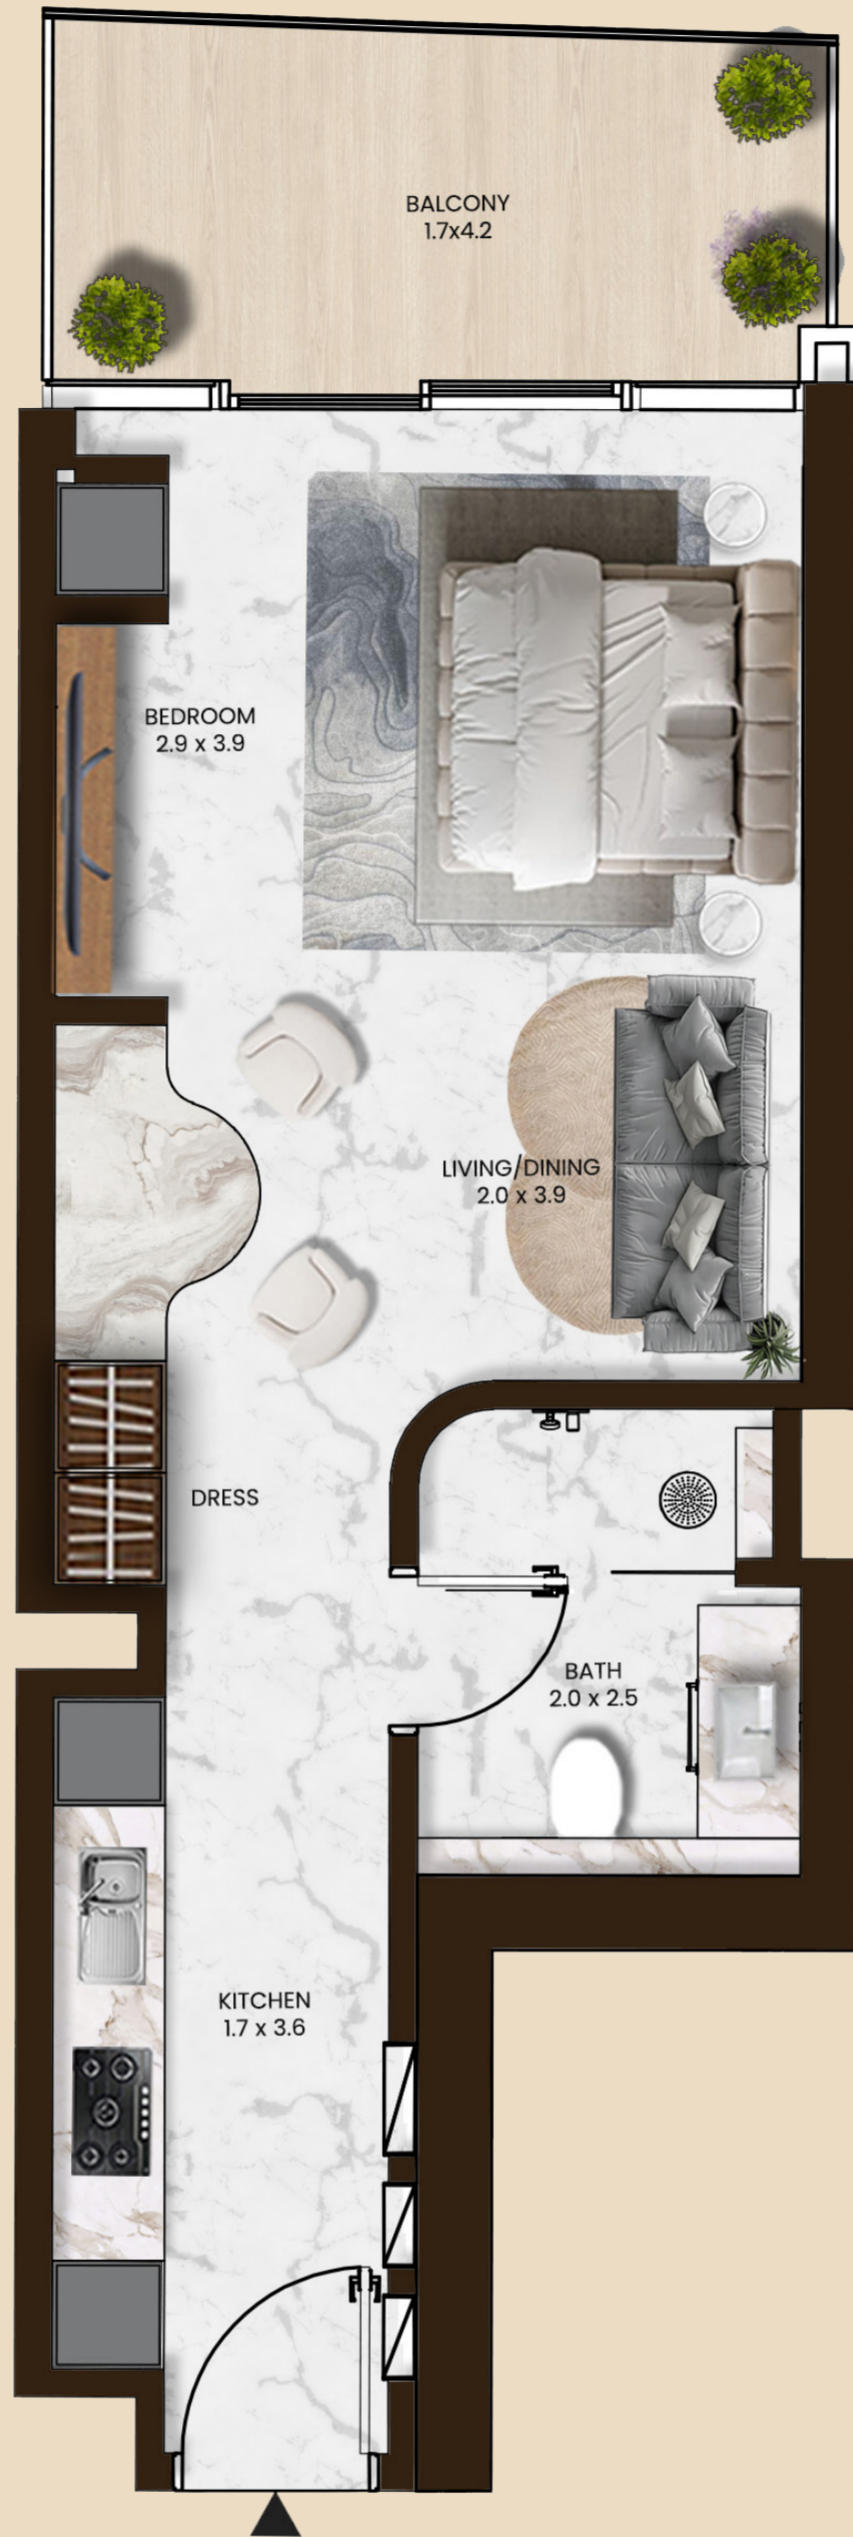 BALCONY
1.7x4.2
BEDROOM
2.9 x 3.9
LIVING/DINING
2.0 x 3.9
DRESS
BATH
2.0 x 2.5
KITCHEN
1.7 x 3.6